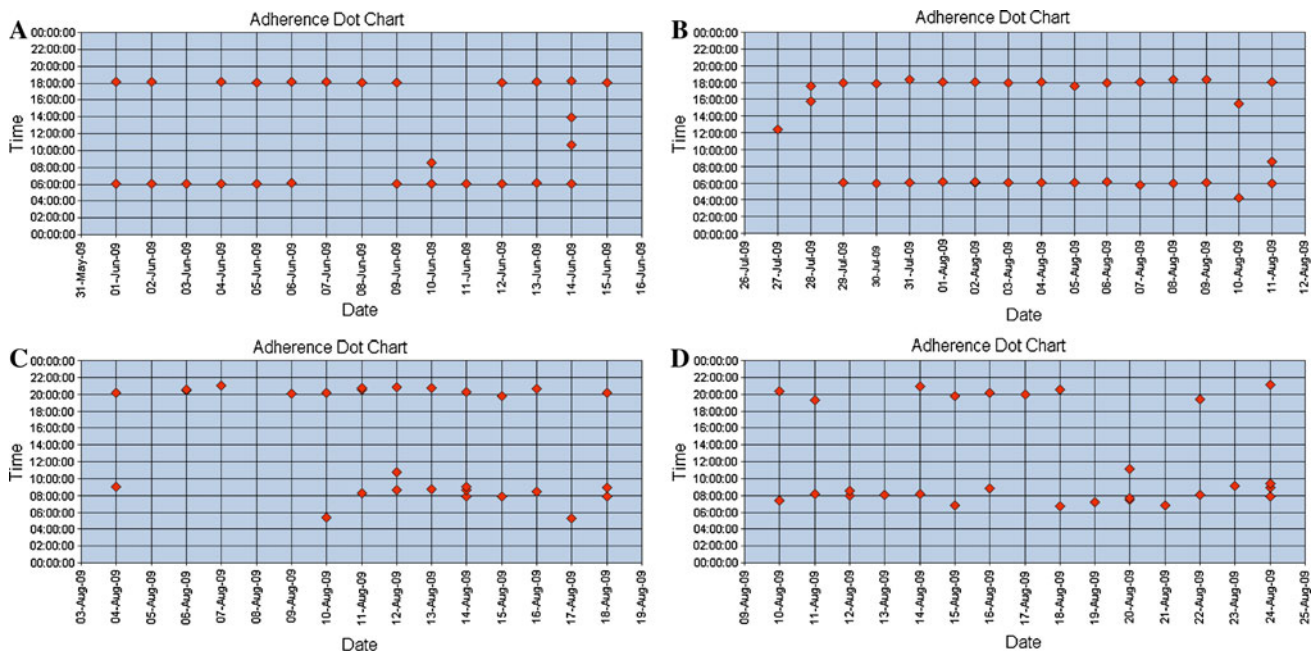 A
Adherence Dot Chart
Time
00:00:00
22:00:00
20:00:00
18:00:00
16:00:00
14:00:00
12:00:00
10:00:00
08:00:00
06:00:00
04:00:00
02:00:00
00:00:00
31-May-09
01-Jun-09
02-Jun-09
03-Jun-09
04-Jun-09
05-Jun-09
06-Jun-09
07-Jun-09
08-Jun-09
09-Jun-09
10-Jun-09
11-Jun-09
12-Jun-09
13-Jun-09
14-Jun-09
15-Jun-09
16-Jun-09
Date
B
Adherence Dot Chart
Time
00:00:00
22:00:00
20:00:00
18:00:00
16:00:00
14:00:00
12:00:00
10:00:00
08:00:00
06:00:00
04:00:00
02:00:00
00:00:00
26-Jul-09
27-Jul-09
28-Jul-09
29-Jul-09
30-Jul-09
31-Jul-09
01-Aug-09
02-Aug-09
03-Aug-09
04-Aug-09
05-Aug-09
06-Aug-09
07-Aug-09
08-Aug-09
09-Aug-09
10-Aug-09
11-Aug-09
12-Aug-09
Date
C
Adherence Dot Chart
Time
00:00:00
22:00:00
20:00:00
18:00:00
16:00:00
14:00:00
12:00:00
10:00:00
08:00:00
06:00:00
04:00:00
02:00:00
00:00:00
03-Aug-09
04-Aug-09
05-Aug-09
06-Aug-09
07-Aug-09
08-Aug-09
09-Aug-09
10-Aug-09
11-Aug-09
12-Aug-09
13-Aug-09
14-Aug-09
15-Aug-09
16-Aug-09
17-Aug-09
18-Aug-09
19-Aug-09
Date
D
Adherence Dot Chart
Time
00:00:00
22:00:00
20:00:00
18:00:00
16:00:00
14:00:00
12:00:00
10:00:00
08:00:00
06:00:00
04:00:00
02:00:00
00:00:00
09-Aug-09
10-Aug-09
11-Aug-09
12-Aug-09
13-Aug-09
14-Aug-09
15-Aug-09
16-Aug-09
17-Aug-09
18-Aug-09
19-Aug-09
20-Aug-09
21-Aug-09
22-Aug-09
23-Aug-09
24-Aug-09
25-Aug-09
Date